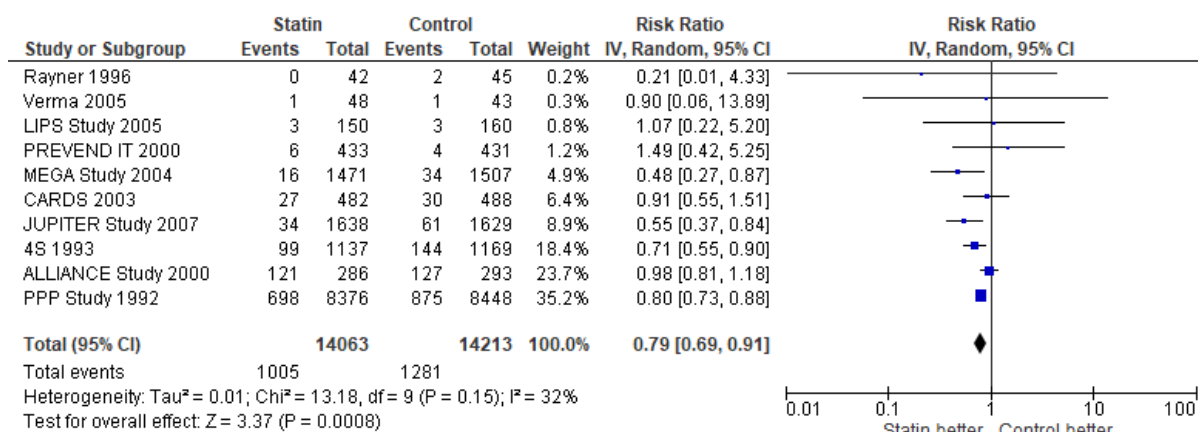 Statin Control Risk Ratio Risk Ratio
Study or Subgroup Events Total Events Total Weight IV, Random, 95% CI IV, Random, 95% CI
Rayner 1996 0 42 2 45 0.2% 0.21 [0.01, 4.33]
Verma 2005 1 48 1 43 0.3% 0.90 [0.06, 13.89]
LIPS Study 2005 3 150 3 160 0.8% 1.07 [0.22, 5.20]
PREVEND IT 2000 6 433 4 431 1.2% 1.49 [0.42, 5.25]
MEGA Study 2004 16 1471 34 1507 4.9% 0.48 [0.27, 0.87]
CARDS 2003 27 482 30 488 6.4% 0.91 [0.55, 1.51]
JUPITER Study 2007 34 1638 61 1629 8.9% 0.55 [0.37, 0.84]
4S 1993 99 1137 144 1169 18.4% 0.71 [0.55, 0.90]
ALLIANCE Study 2000 121 286 127 293 23.7% 0.98 [0.81, 1.18]
PPP Study 1992 698 8376 875 8448 35.2% 0.80 [0.73, 0.88]
Total (95% CI) 14063 14213 100.0% 0.79 [0.69, 0.91]
Total events 1005 1281
Heterogeneity: Tau² = 0.01; Chi² = 13.18, df = 9 (P = 0.15); I² = 32%
Test for overall effect: Z = 3.37 (P = 0.0008)
0.01 0.1 1 10 100
Statin better Control better